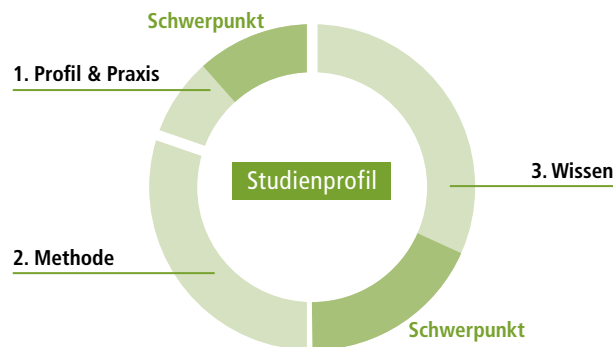 Schwerpunkt
1. Profil & Praxis
Studienprofil
3. Wissen
2. Methode
Schwerpunkt